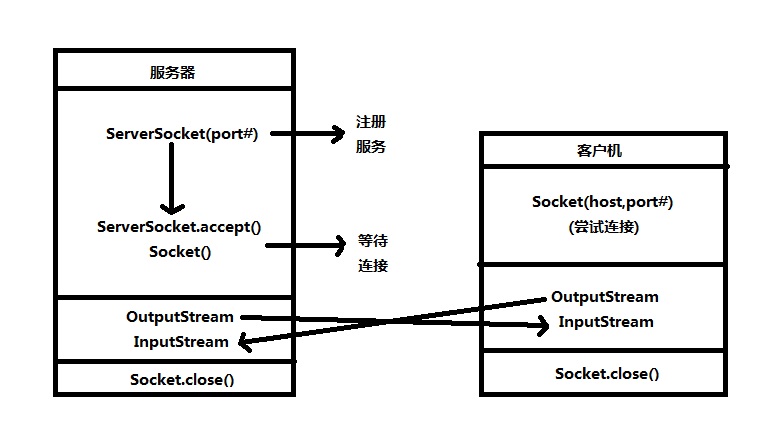 服务器
ServerSocket(port#)
注册
服务
ServerSocket.accept()
Socket()
等待
连接
OutputStream
InputStream
Socket.close()
客户机
Socket(host,port#)
(尝试连接)
OutputStream
InputStream
Socket.close()